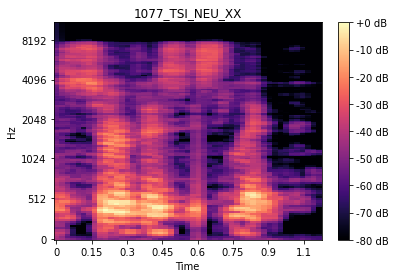 1077_TSI_NEU_XX
8192
4096
2048
1024
512
0
Hz
0
0.15
0.3
0.45
0.6
0.75
0.9
1.1
Time
+0 dB
-10 dB
-20 dB
-30 dB
-40 dB
-50 dB
-60 dB
-70 dB
-80 dB